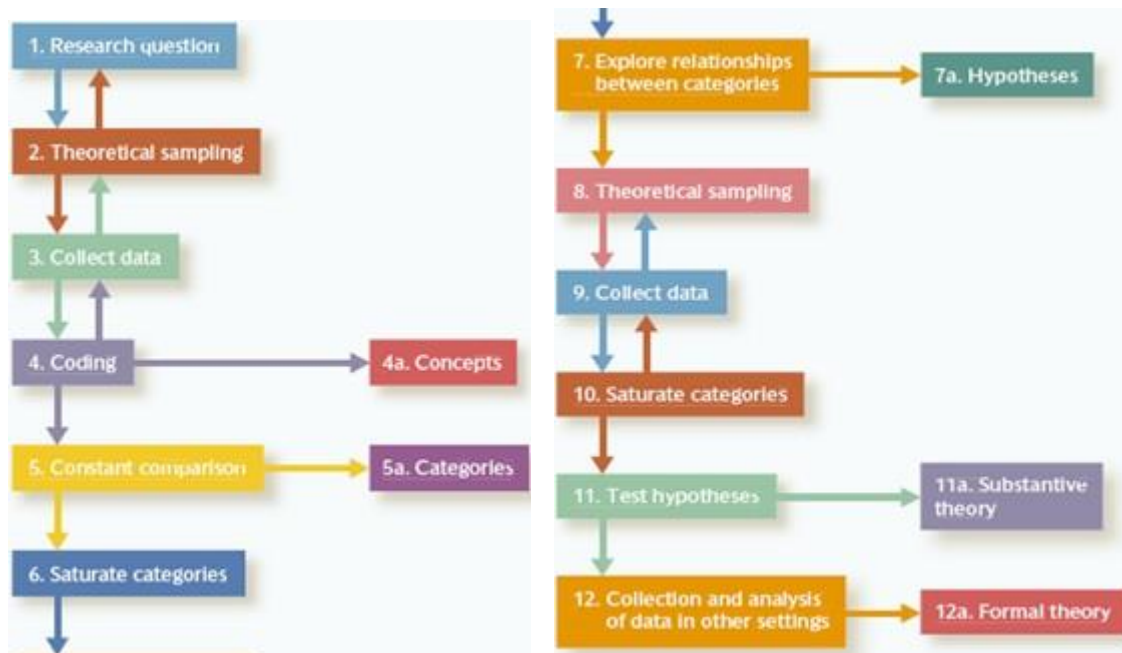 1. Research question
2. Theoretical sampling
3. Collect data
4. Coding
4a. Concepts
5. Constant comparison
5a. Categories
6. Saturate categories
7. Explore relationships
between categories
7a. Hypotheses
8. Theoretical sampling
9. Collect data
10. Saturate categories
11. Test hypotheses
11a. Substantive
theory
12. Collection and analysis
of data in other settings
12a. Formal theory